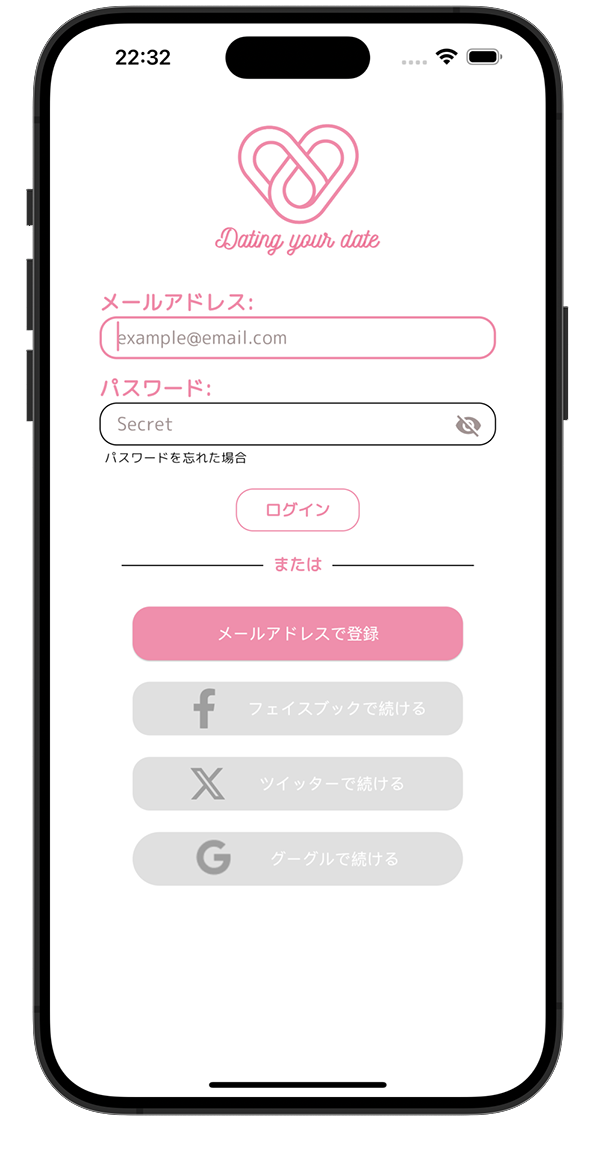 22:32
Dating your date
メールアドレス:
example@email.com
パスワード:
Secret
パスワードを忘れた場合
ログイン
または
メールアドレスで登録
フェイスブックで続ける
ツイッターで続ける
グーグルで続ける